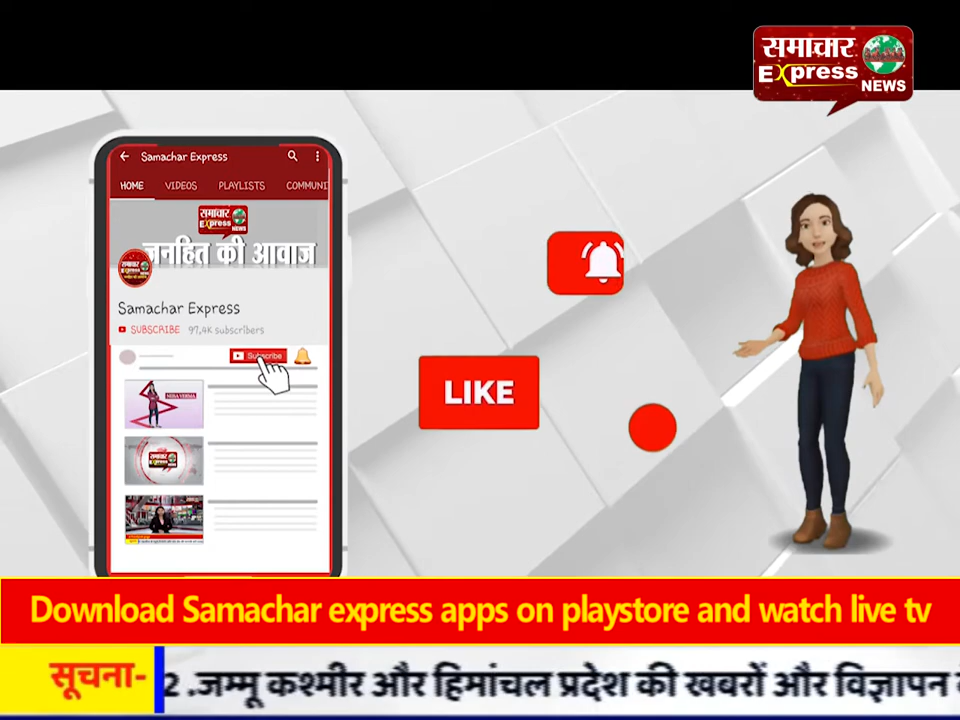 समाचार
Express
NEWS
Samachar Express
HOME VIDEOS PLAYLISTS COMMUNI
समाचार
Express
NEWS
जनहित की आवाज
Samachar Express
SUBSCRIBE 97.4K subscribers
Subscribe
LIKE
Download Samachar express apps on playstore and watch live tv
सूचना- 2 .जम्मू कश्मीर और हिमांचल प्रदेश की खबरों और विज्ञापन